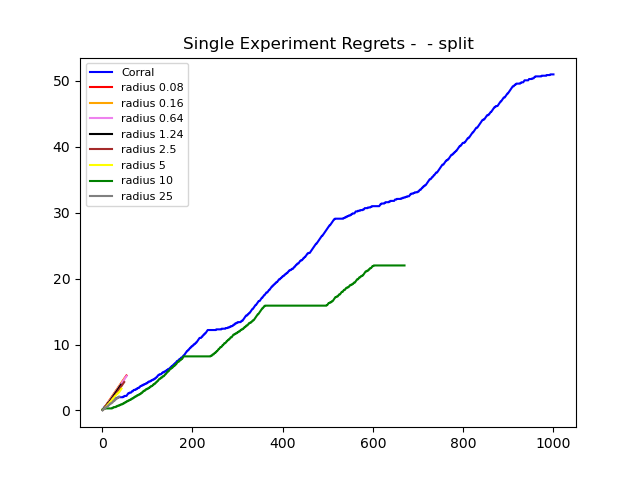 Single Experiment Regrets -  - split
Corral
radius 0.08
radius 0.16
radius 0.64
radius 1.24
radius 2.5
radius 5
radius 10
radius 25
50
40
30
20
10
0
0 200 400 600 800 1000